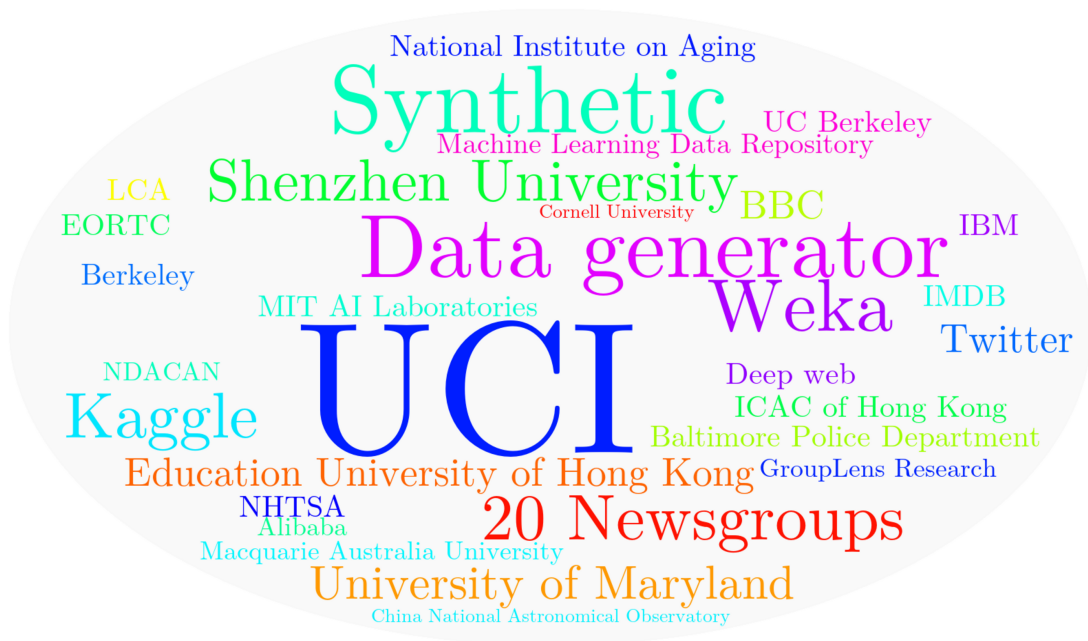 National Institute on Aging
Synthetic
UC Berkeley
Machine Learning Data Repository
LCA
Shenzhen University
BBC
Cornell University
EORTC
IBM
Data generator
Berkeley
MIT AI Laboratories
Weka
IMDB
Twitter
UCI
NDACAN
Deep web
Kaggle
ICAC of Hong Kong
Baltimore Police Department
Education University of Hong Kong
GroupLens Research
NHTSA
20 Newsgroups
Alibaba
Macquarie Australia University
University of Maryland
China National Astronomical Observatory